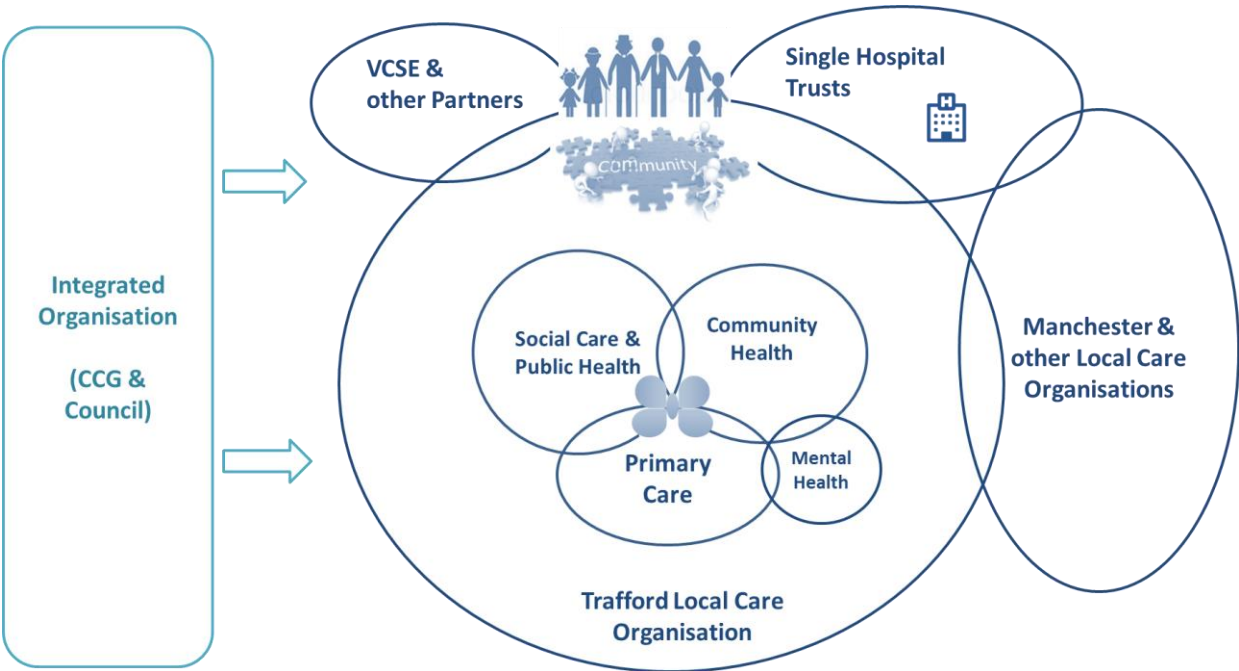 Integrated
Organisation
(CCG &
Council)
VCSE &
other Partners
community
Single Hospital
Trusts
H
Social Care &
Public Health
Community
Health
Primary
Care
Mental
Health
Trafford Local Care
Organisation
Manchester &
other Local Care
Organisations